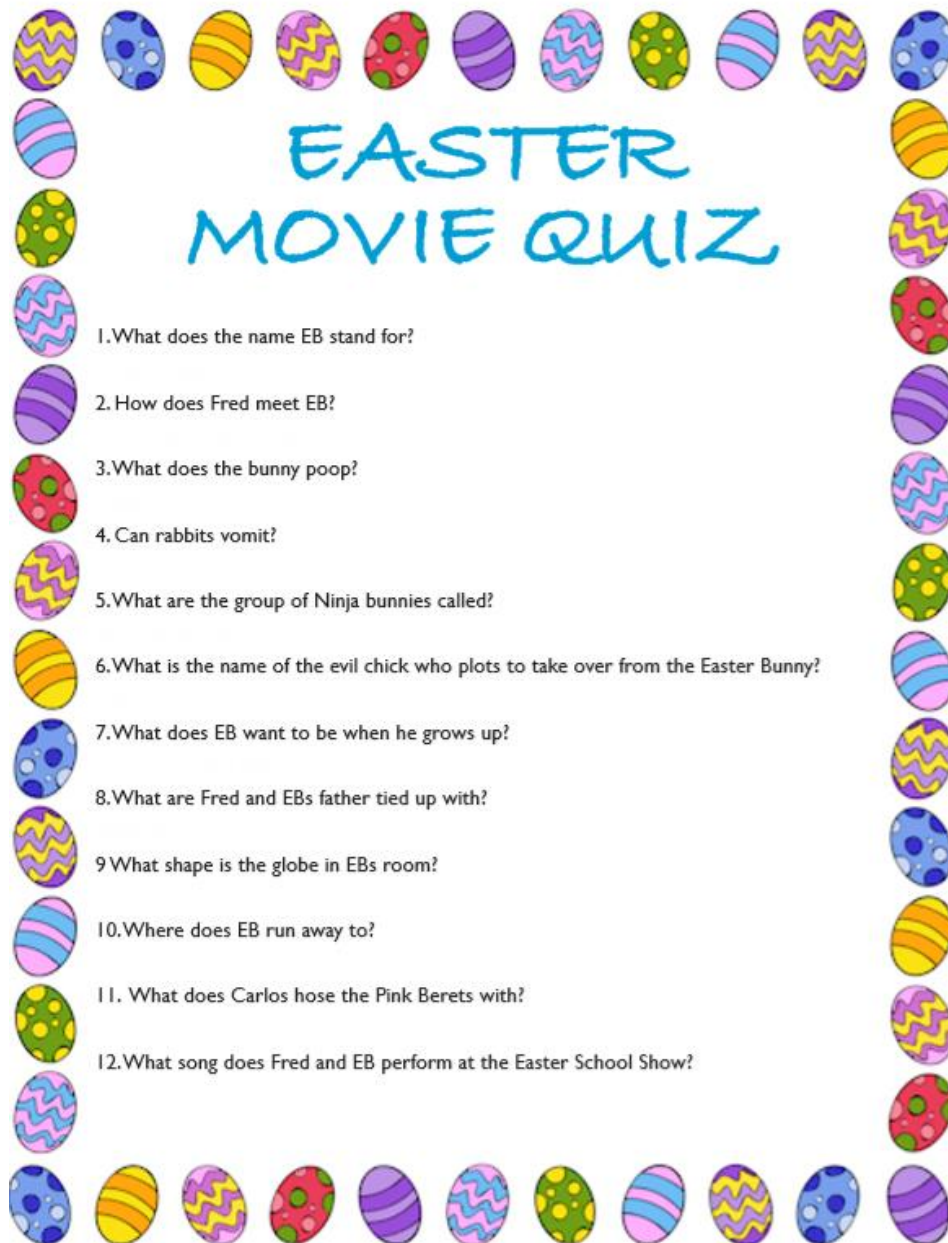 EASTER
MOVIE QUIZ
1. What does the name EB stand for?
2. How does Fred meet EB?
3. What does the bunny poop?
4. Can rabbits vomit?
5. What are the group of Ninja bunnies called?
6. What is the name of the evil chick who plots to take over from the Easter Bunny?
7. What does EB want to be when he grows up?
8. What are Fred and EBs father tied up with?
9 What shape is the globe in EBs room?
10. Where does EB run away to?
11. What does Carlos hose the Pink Berets with?
12. What song does Fred and EB perform at the Easter School Show?